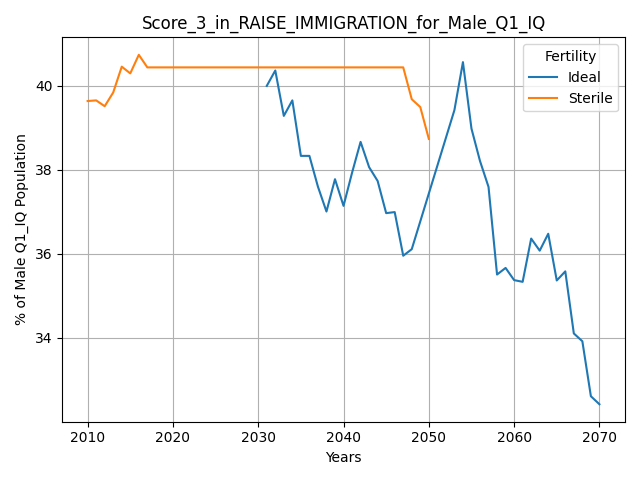 Score_3_in_RAISE_IMMIGRATION_for_Male_Q1_IQ
Fertility
Ideal
Sterile
% of Male Q1_IQ Population
40
38
36
34
2010 2020 2030 2040 2050 2060 2070
Years